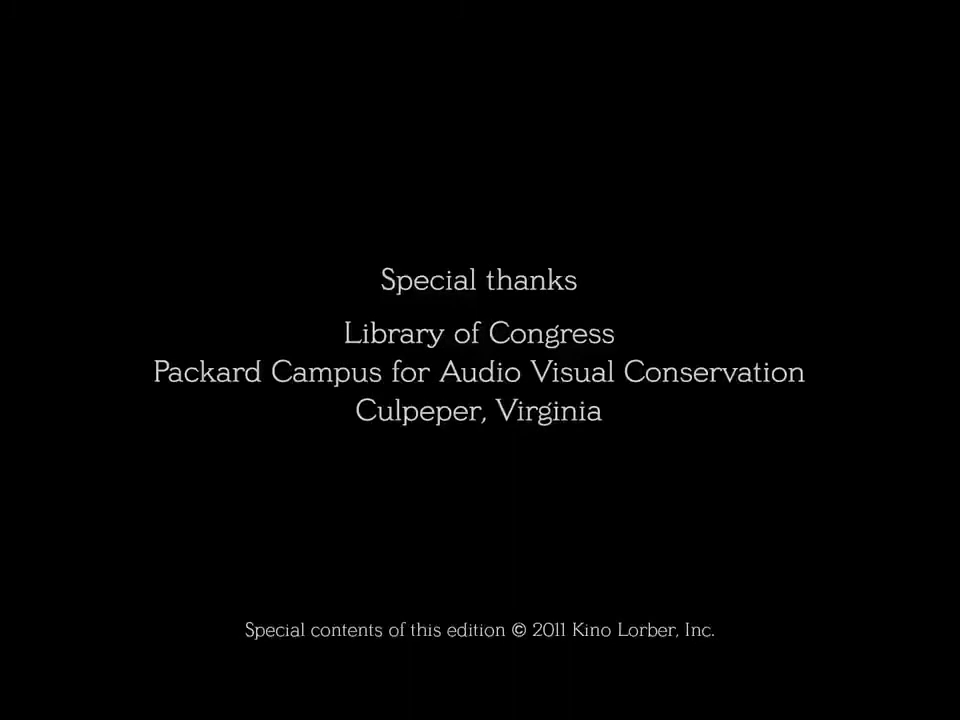 Special thanks
Library of Congress
Packard Campus for Audio Visual Conservation
Culpeper, Virginia
Special contents of this edition © 2011 Kino Lorber, Inc.